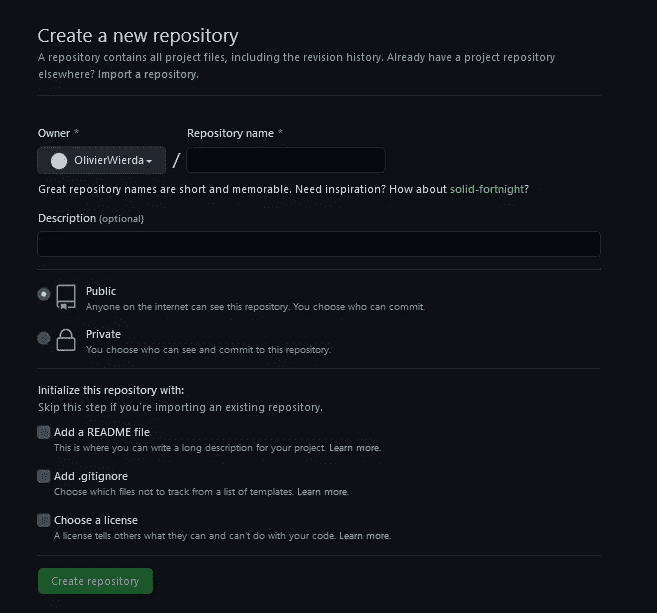 Create a new repository
A repository contains all project files, including the revision history. Already have a project repository
elsewhere? Import a repository.
Owner * Repository name *
OlivierWierda /
Great repository names are short and memorable. Need inspiration? How about solid-fortnight?
Description (optional)
Public
Anyone on the internet can see this repository. You choose who can commit.
Private
You choose who can see and commit to this repository.
Initialize this repository with:
Skip this step if you're importing an existing repository.
Add a README file
This is where you can write a long description for your project. Learn more.
Add .gitignore
Choose which files not to track from a list of templates. Learn more.
Choose a license
A license tells others what they can and can't do with your code. Learn more.
Create repository